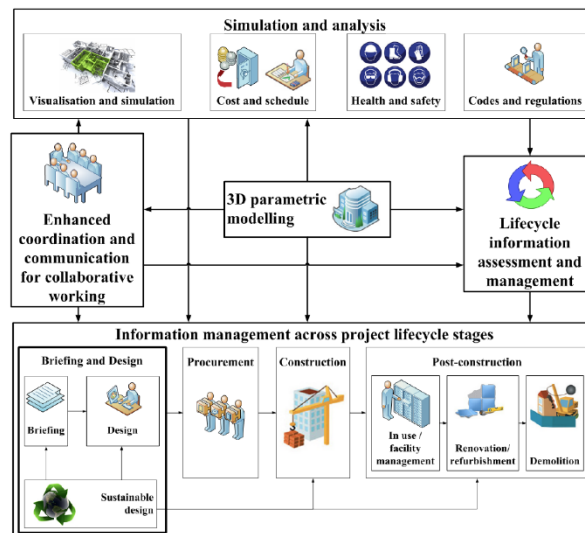 Simulation and analysis
Visualisation and simulation
Cost and schedule
Health and safety
Codes and regulations
Enhanced
coordination and
communication
for collaborative
working
3D parametric
modelling
Lifecycle
information
assessment and
management
Information management across project lifecycle stages
Briefing and Design
Procurement
Construction
Post-construction
Briefing
Design
In use /
facility
management
Renovation/
refurbishment
Demolition
Sustainable
design